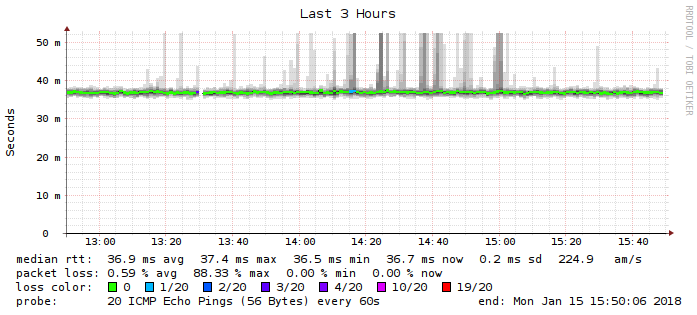 Last 3 Hours
RRDTOOL / TOBI OETIKER
Seconds
50 m
40 m
30 m
20 m
10 m
0
13:00 13:20 13:40 14:00 14:20 14:40 15:00 15:20 15:40
median rtt: 36.9 ms avg 37.4 ms max 36.5 ms min 36.7 ms now 0.2 ms sd 224.9 am/s
packet loss: 0.59 % avg 88.33 % max 0.00 % min 0.00 % now
loss color: 0 1/20 2/20 3/20 4/20 10/20 19/20
probe: 20 ICMP Echo Pings (56 Bytes) every 60s end: Mon Jan 15 15:50:06 2018